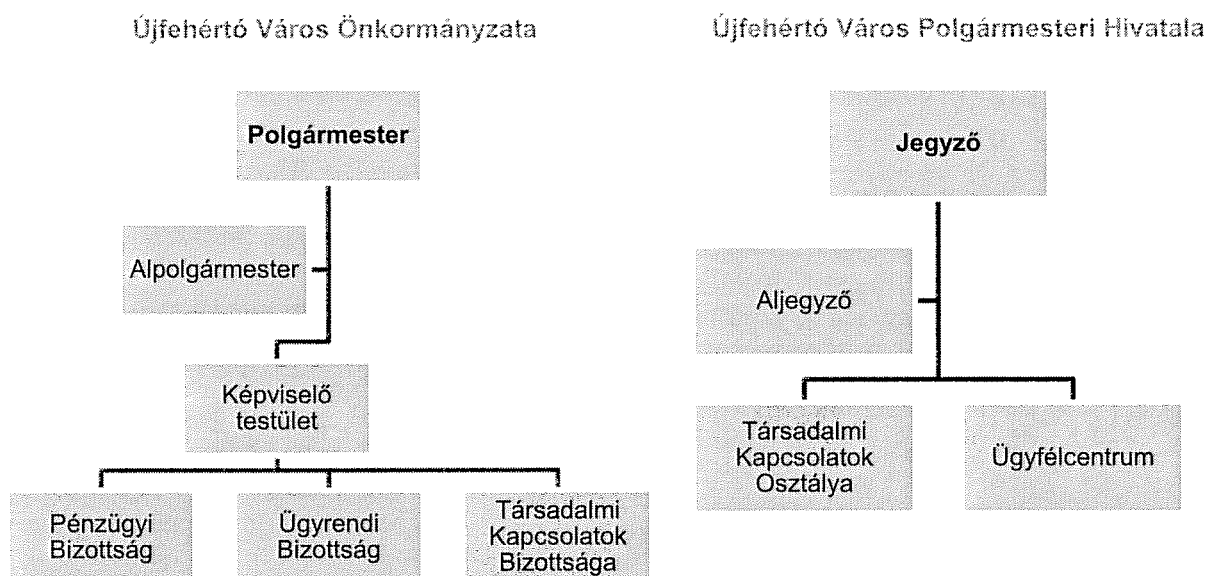 Újfehértó Város Önkormányzata
Polgármester
Alpolgármester
Képviselő
testület
Pénzügyi
Bizottság
Ügyrendi
Bizottság
Társadalmi
Kapcsolatok
Bizottsága
Újfehértó Város Polgármesteri Hivatala
Jegyző
Aljegyző
Társadalmi
Kapcsolatok
Osztálya
Ügyfélcentrum